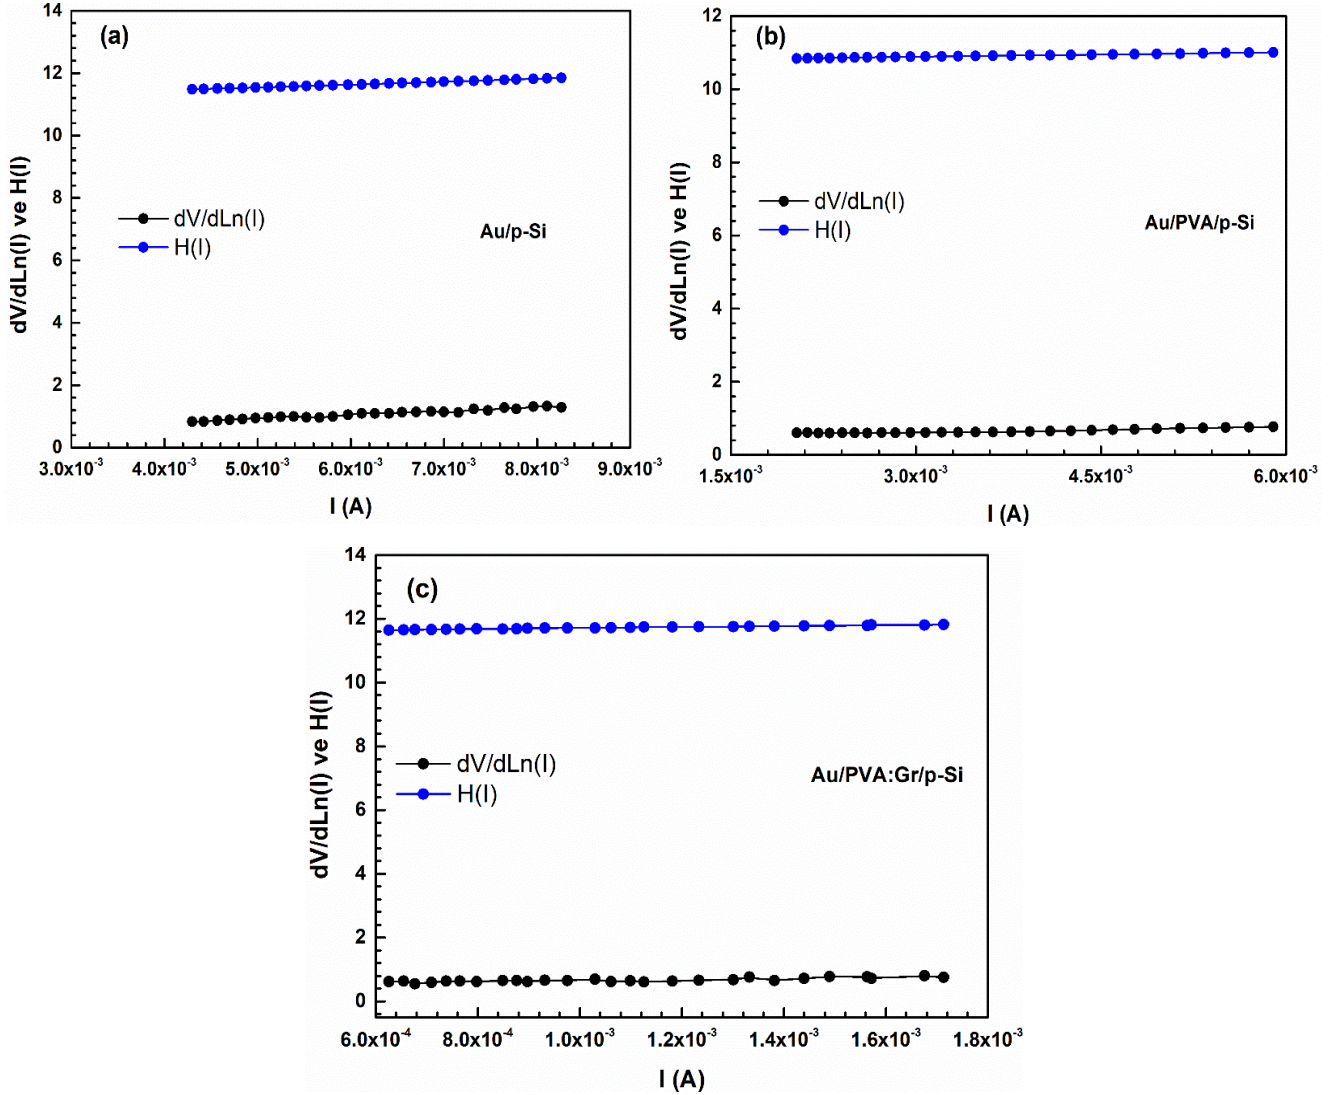 (a)
dV/dLn(I) ve H(I)
14
12
10
8
6
4
2
0
dV/dLn(I)
H(I)
Au/p-Si
3.0x10⁻³ 4.0x10⁻³ 5.0x10⁻³ 6.0x10⁻³ 7.0x10⁻³ 8.0x10⁻³ 9.0x10⁻³
I (A)
(b)
dV/dLn(I) ve H(I)
12
10
8
6
4
2
0
dV/dLn(I)
H(I)
Au/PVA/p-Si
1.5x10⁻³ 3.0x10⁻³ 4.5x10⁻³ 6.0x10⁻³
I (A)
(c)
dV/dLn(I) ve H(I)
14
12
10
8
6
4
2
0
dV/dLn(I)
H(I)
Au/PVA:Gr/p-Si
6.0x10⁻⁴ 8.0x10⁻⁴ 1.0x10⁻³ 1.2x10⁻³ 1.4x10⁻³ 1.6x10⁻³ 1.8x10⁻³
I (A)